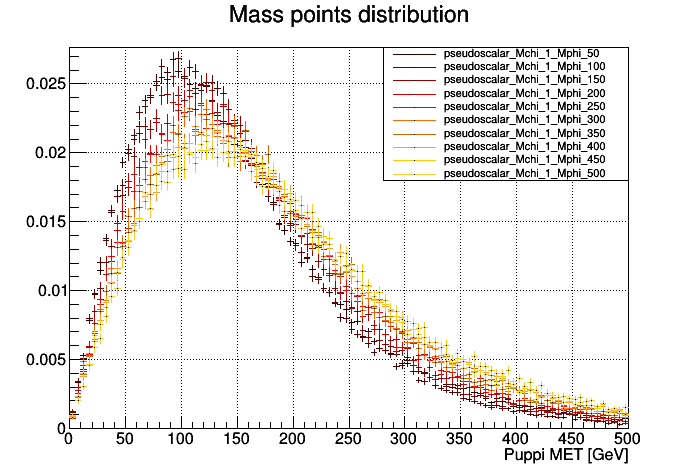 Mass points distribution
pseudoscalar_Mchi_1_Mphi_50
pseudoscalar_Mchi_1_Mphi_100
pseudoscalar_Mchi_1_Mphi_150
pseudoscalar_Mchi_1_Mphi_200
pseudoscalar_Mchi_1_Mphi_250
pseudoscalar_Mchi_1_Mphi_300
pseudoscalar_Mchi_1_Mphi_350
pseudoscalar_Mchi_1_Mphi_400
pseudoscalar_Mchi_1_Mphi_450
pseudoscalar_Mchi_1_Mphi_500
0.025
0.02
0.015
0.01
0.005
0
0 50 100 150 200 250 300 350 400 450 500
Puppi MET [GeV]